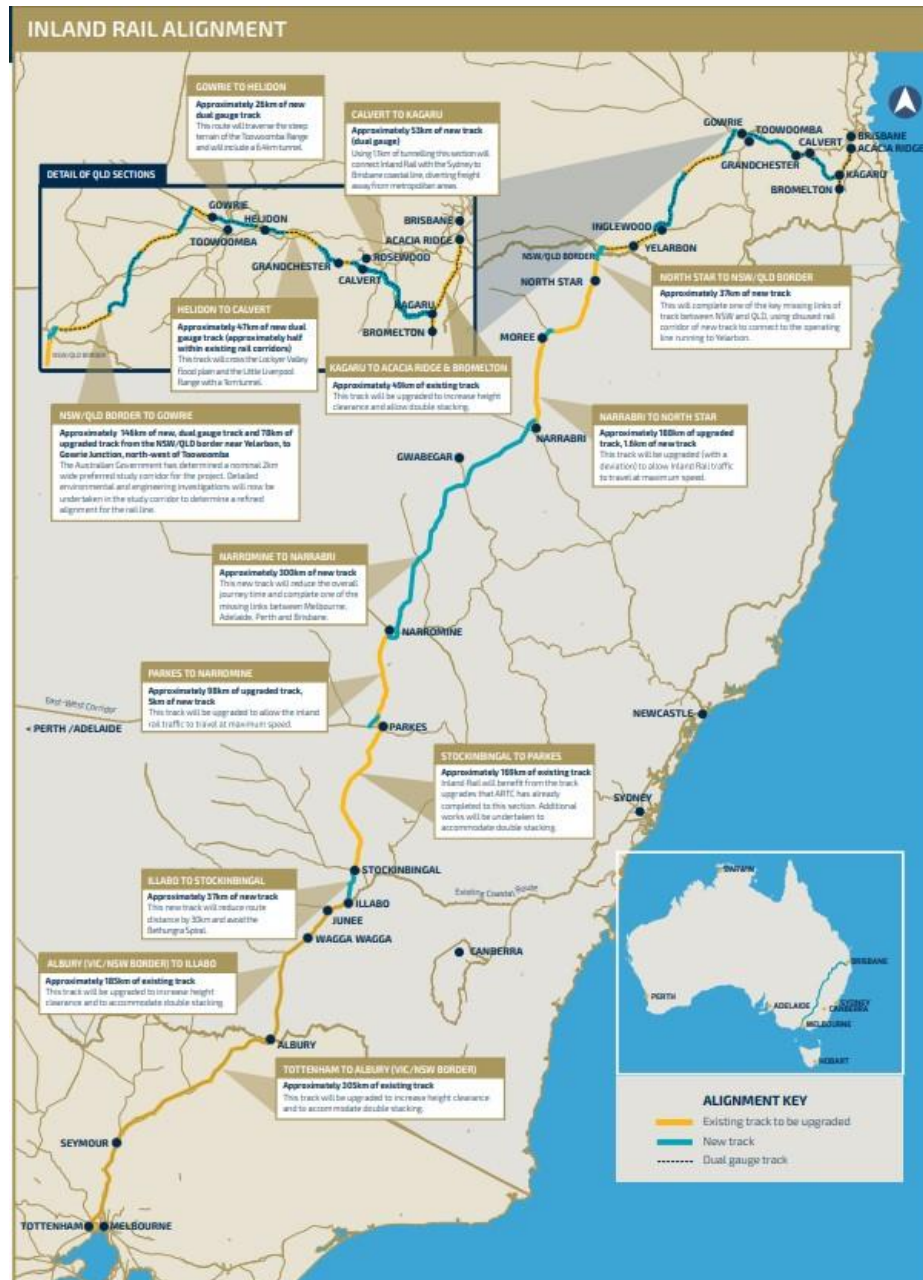 INLAND RAIL ALIGNMENT
GOWRIE TO HELIDON
Approximately 26km of new
dual gauge track
This route will traverse the steep
terrain of the Toowoomba Range
and will include a 6.4km tunnel.
CALVERT TO KAGARU
Approximately 53km of new track
(dual gauge)
Using 1.1km of tunnelling this section will
connect Inland Rail with the Sydney to
Brisbane coastal line, diverting freight
away from metropolitan areas.
DETAIL OF QLD SECTIONS
GOWRIE
TOOWOOMBA
HELIDON
GRANDCHESTER
ROSEWOOD
CALVERT
BRISBANE
ACACIA RIDGE
KAGARU
BROMELTON
NSW/QLD BORDER
HELIDON TO CALVERT
Approximately 47km of new dual
gauge track (approximately half
within existing rail corridors)
This track will cross the Lockyer Valley
flood plain and the Little Liverpool
Range with a 1km tunnel.
KAGARU TO ACACIA RIDGE & BROMELTON
Approximately 49km of existing track
This track will be upgraded to increase height
clearance and allow double stacking.
NSW/QLD BORDER TO GOWRIE
Approximately 146km of new, dual gauge track and 78km of
upgraded track from the NSW/QLD border near Yelarbon, to
Gowrie Junction, north-west of Toowoomba
The Australian Government has determined a nominal 2km
wide preferred study corridor for the project. Detailed
environmental and engineering investigations will now be
undertaken in the study corridor to determine a refined
alignment for the rail line.
GOWRIE
TOOWOOMBA
CALVERT
BRISBANE
ACACIA RIDGE
GRANDCHESTER
KAGARU
BROMELTON
INGLEWOOD
YELARBON
NSW/QLD BORDER
NORTH STAR
NORTH STAR TO NSW/QLD BORDER
Approximately 37km of new track
This will complete one of the key missing links of
track between NSW and QLD, using disused rail
corridor of new track to connect to the operating
line running to Yelarbon.
MOREE
NARRABRI
NARRABRI TO NORTH STAR
Approximately 188km of upgraded
track, 1.6km of new track
This track will be upgraded (with a
deviation) to allow Inland Rail traffic
to travel at maximum speed.
GWABEGAR
NARROMINE TO NARRABRI
Approximately 300km of new track
This new track will reduce the overall
journey time and complete one of the
missing links between Melbourne,
Adelaide, Perth and Brisbane.
NARROMINE
PARKES TO NARROMINE
Approximately 98km of upgraded track,
5km of new track
This track will be upgraded to allow the inland
rail traffic to travel at maximum speed.
East-West Corridor
< PERTH /ADELAIDE
PARKES
NEWCASTLE
STOCKINBINGAL TO PARKES
Approximately 169km of existing track
Inland Rail will benefit from the track
upgrades that ARTC has already
completed to this section. Additional
works will be undertaken to
accommodate double stacking.
SYDNEY
STOCKINBINGAL
ILLABO TO STOCKINBINGAL
Approximately 37km of new track
This new track will reduce route
distance by 30km and avoid the
Bethungra Spiral.
Existing Coastal Route
ILLABO
JUNEE
WAGGA WAGGA
CANBERRA
ALBURY (VIC/NSW BORDER) TO ILLABO
Approximately 185km of existing track
This track will be upgraded to increase height
clearance and to accommodate double stacking
ALBURY
TOTTENHAM TO ALBURY (VIC/NSW BORDER)
Approximately 305km of existing track
This track will be upgraded to increase height clearance
and to accommodate double stacking.
SEYMOUR
TOTTENHAM
MELBOURNE
DARWIN
BRISBANE
PERTH
ADELAIDE
SYDNEY
CANBERRA
MELBOURNE
HOBART
ALIGNMENT KEY
Existing track to be upgraded
New track
Dual gauge track